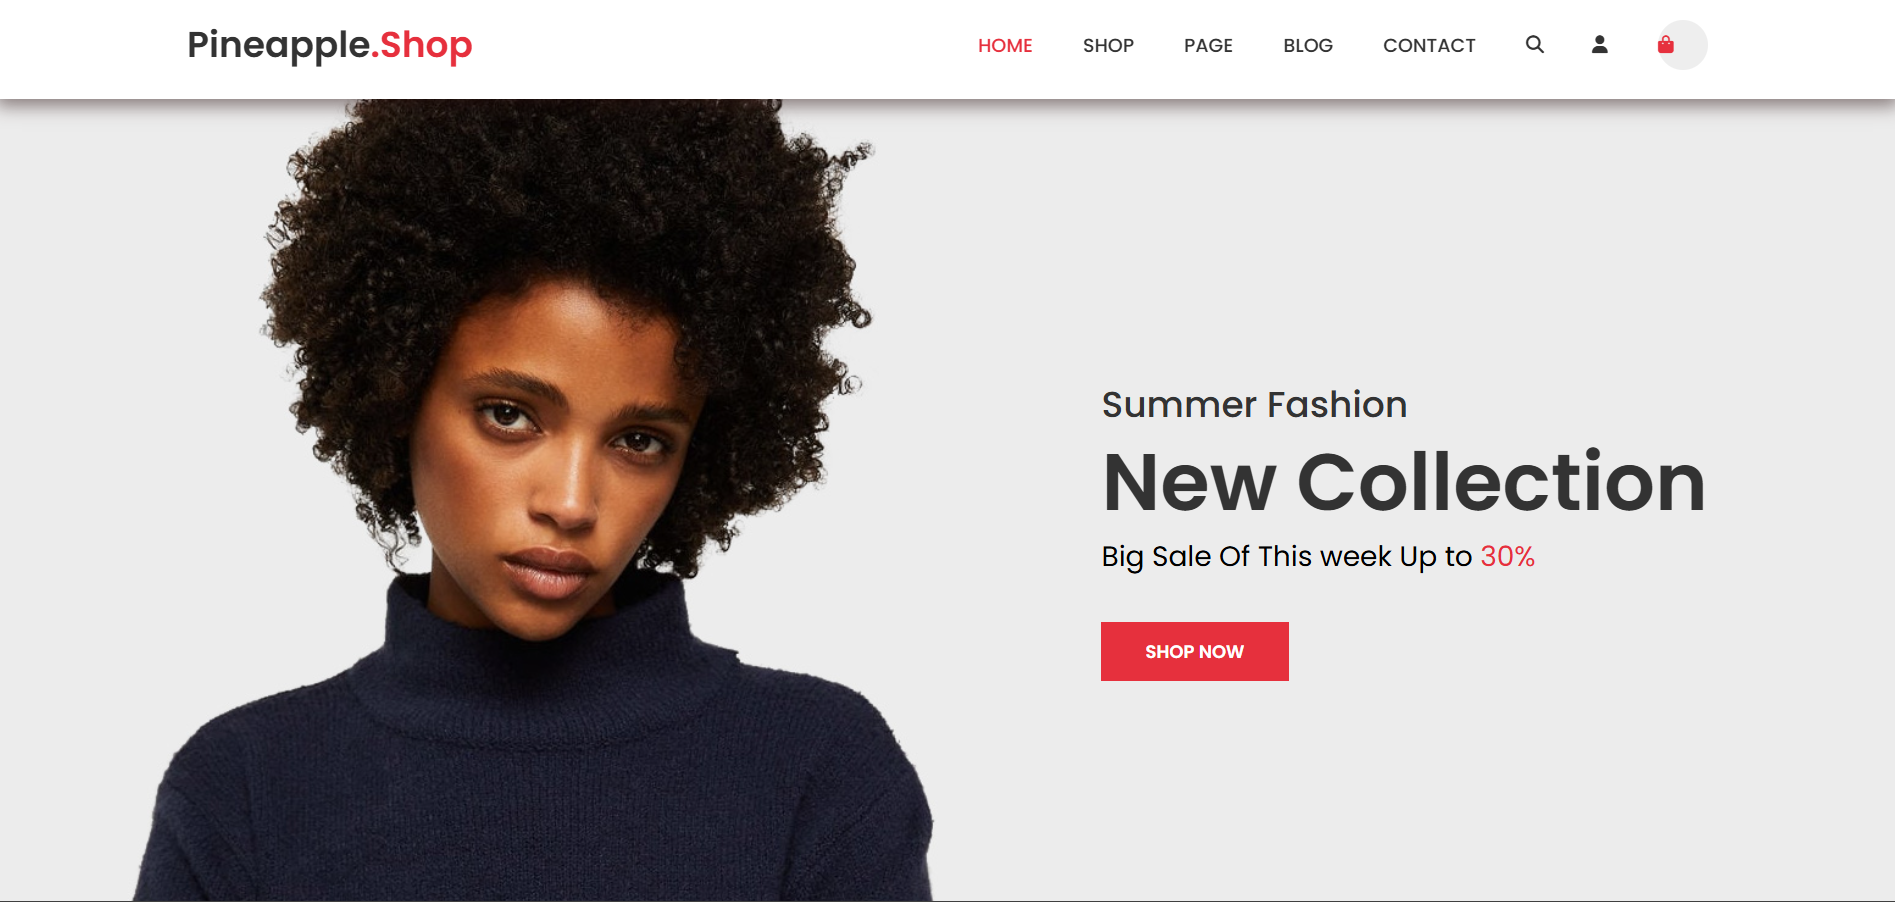 Pineapple.Shop
HOME SHOP PAGE BLOG CONTACT
Summer Fashion
New Collection
Big Sale Of This week Up to 30%
SHOP NOW